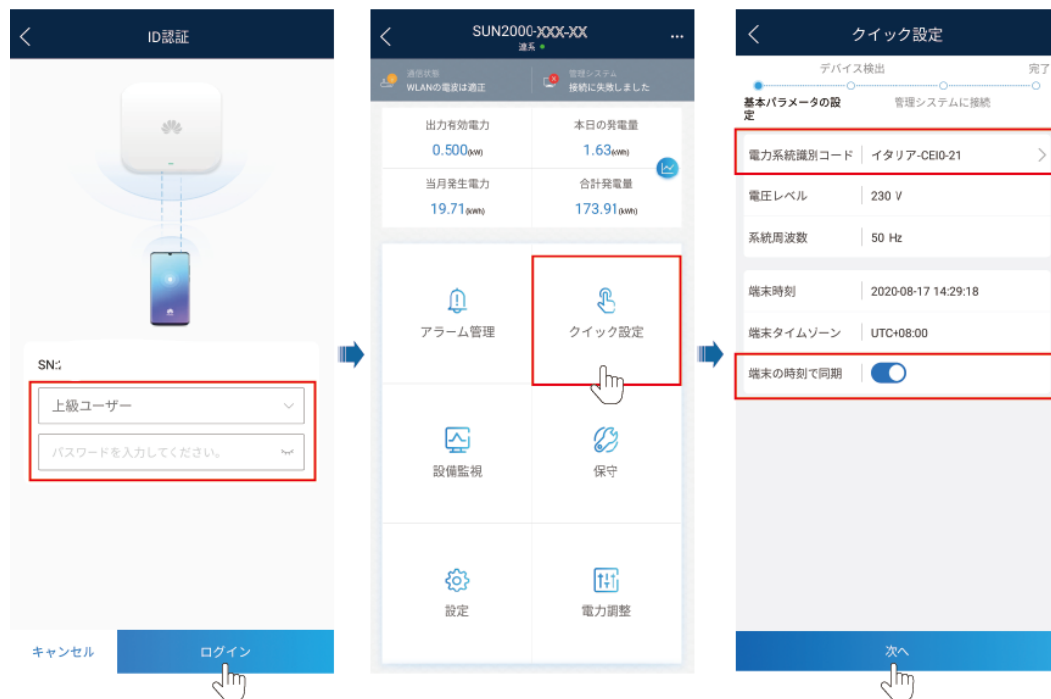 ID認証
SN:
上級ユーザー
パスワードを入力してください。
キャンセル
ログイン
SUN2000-XXX-XX
...
連系
通信状態
WLANの電波は適正
管理システム
接続に失敗しました
出力有効電力
本日の発電量
0.500(kW)
1.63(kWh)
当月発生電力
合計発電量
19.71(kWh)
173.91(kWh)
アラーム管理
クイック設定
設備監視
保守
設定
電力調整
クイック設定
デバイス検出
完了
基本パラメータの設
定
管理システムに接続
電力系統識別コード
イタリア-CEI0-21
電圧レベル
230 V
系統周波数
50 Hz
端末時刻
2020-08-17 14:29:18
端末タイムゾーン
UTC+08:00
端末の時刻で同期
次へ